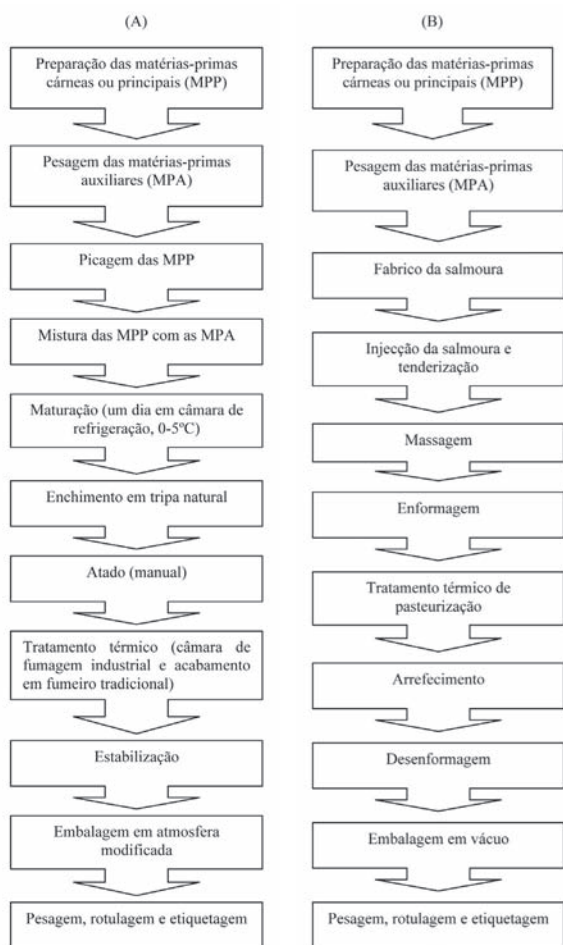 (A)
Preparação das matérias-primas
cárneas ou principais (MPP)
Pesagem das matérias-primas
auxiliares (MPA)
Picagem das MPP
Mistura das MPP com as MPA
Maturação (um dia em câmara de
refrigeração, 0-5ºC)
Enchimento em tripa natural
Atado (manual)
Tratamento térmico (câmara de
fumagem industrial e acabamento
em fumeiro tradicional)
Estabilização
Embalagem em atmosfera
modificada
Pesagem, rotulagem e etiquetagem
(B)
Preparação das matérias-primas
cárneas ou principais (MPP)
Pesagem das matérias-primas
auxiliares (MPA)
Fabrico da salmoura
Injecção da salmoura e
tenderização
Massagem
Enformagem
Tratamento térmico de
pasteurização
Arrefecimento
Desenformagem
Embalagem em vácuo
Pesagem, rotulagem e etiquetagem